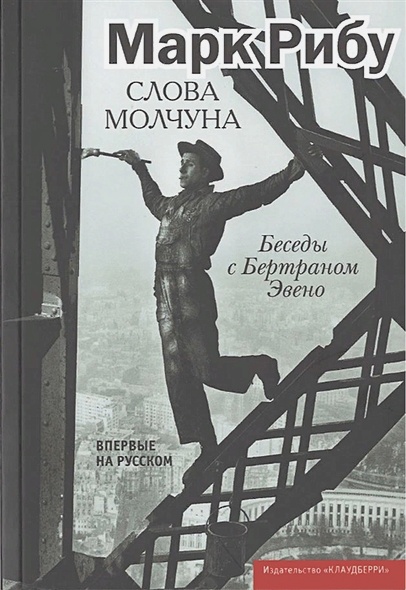 Марк Рибу
СЛОВА
МОЛЧУНА
Беседы
с Бертраном
Эвено
ВПЕРВЫЕ
НА РУССКОМ
Издательство «КЛАУДБЕРРИ»